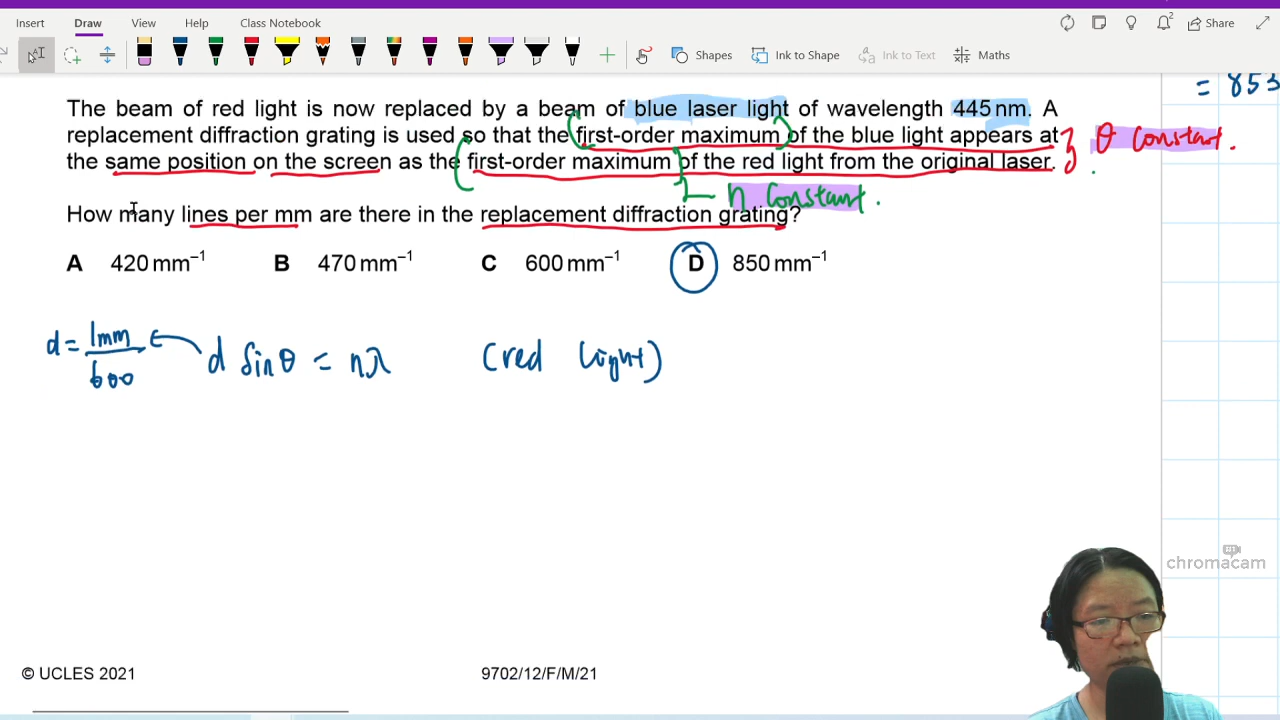 Insert Draw View Help Class Notebook Share
Shapes Ink to Shape Ink to Text Maths
= 853
The beam of red light is now replaced by a beam of blue laser light of wavelength 445 nm. A
replacement diffraction grating is used so that the first-order maximum of the blue light appears at
the same position on the screen as the first-order maximum of the red light from the original laser.
θ constant.
n constant.
How many lines per mm are there in the replacement diffraction grating?
A 420 mm⁻¹ B 470 mm⁻¹ C 600 mm⁻¹ D 850 mm⁻¹
d = 1mm/600 d sinθ = nλ (red light)
chromacam
© UCLES 2021 9702/12/F/M/21